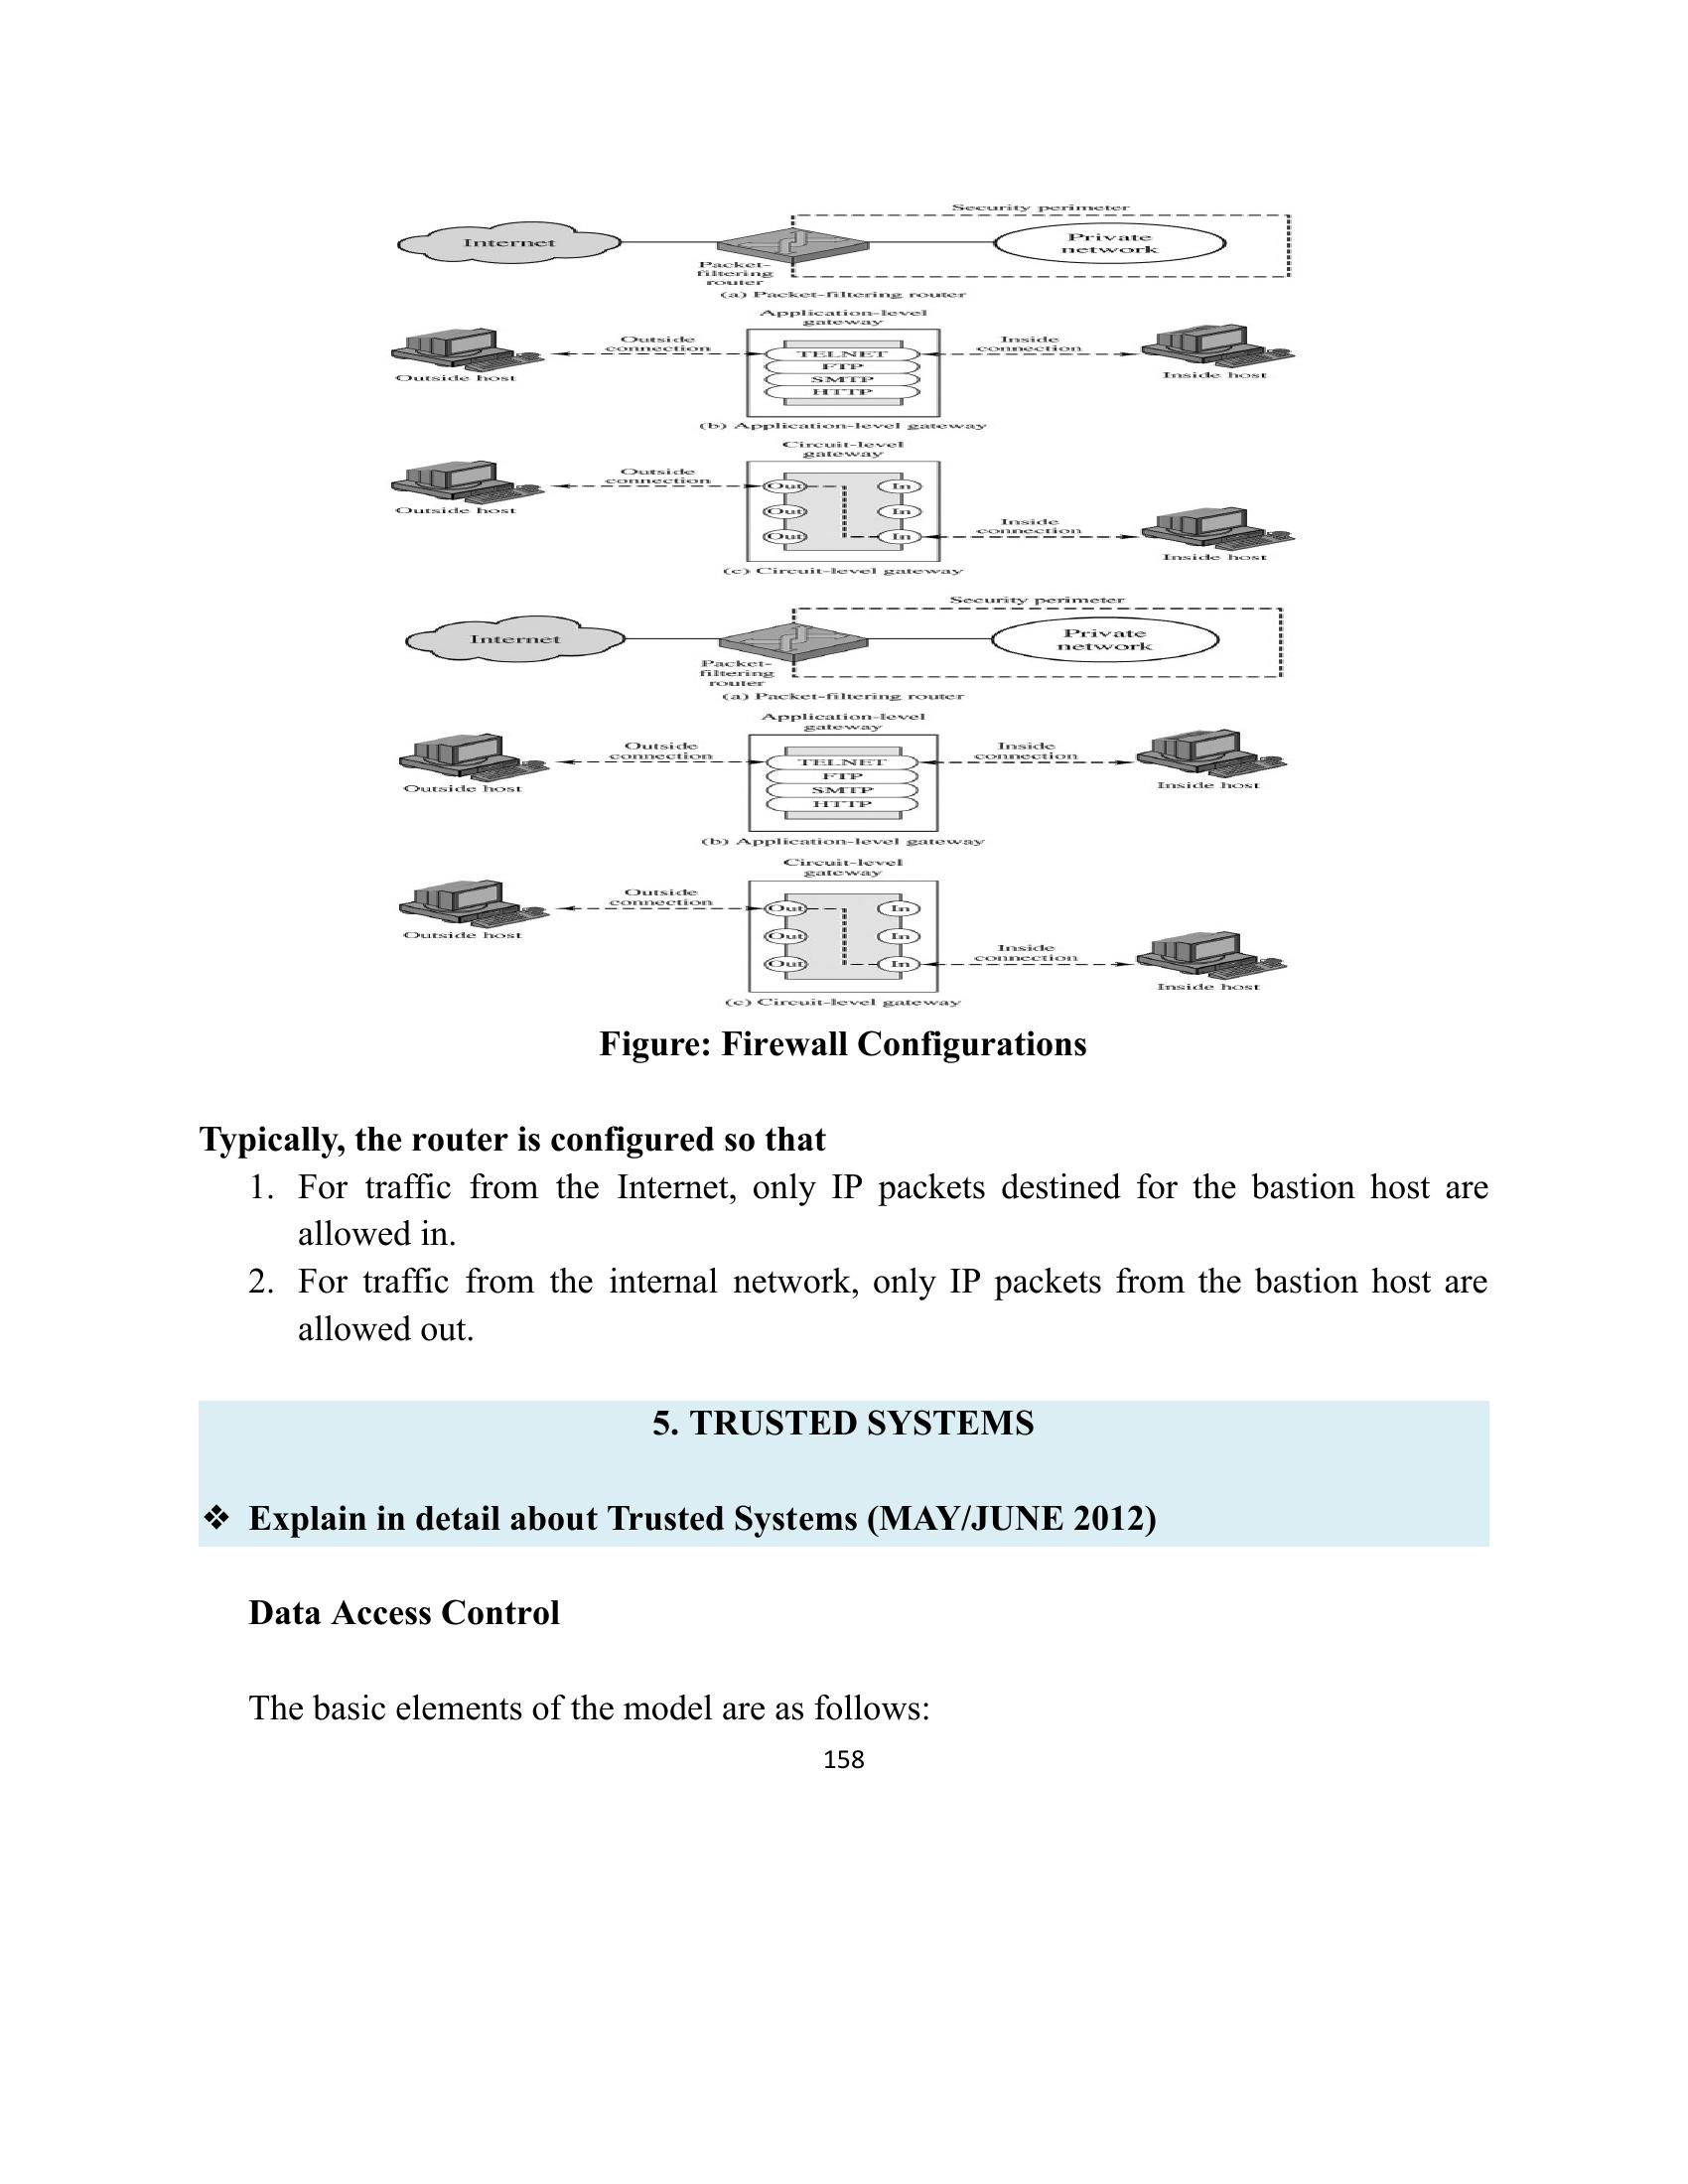 Security perimeter
Internet
Private
network
Packet-
filtering
router
(a) Packet-filtering router
Application-level
gateway
Outside
connection
Inside
connection
TELNET
FTP
SMTP
HTTP
Outside host
Inside host
(b) Application-level gateway
Circuit-level
gateway
Outside
connection
Out
In
Out
In
Out
In
Outside host
Inside
connection
Inside host
(c) Circuit-level gateway
Security perimeter
Internet
Private
network
Packet-
filtering
router
(a) Packet-filtering router
Application-level
gateway
Outside
connection
Inside
connection
TELNET
FTP
SMTP
HTTP
Outside host
Inside host
(b) Application-level gateway
Circuit-level
gateway
Outside
connection
Out
In
Out
In
Out
In
Outside host
Inside
connection
Inside host
(c) Circuit-level gateway
Figure: Firewall Configurations
Typically, the router is configured so that
1. For traffic from the Internet, only IP packets destined for the bastion host are
allowed in.
2. For traffic from the internal network, only IP packets from the bastion host are
allowed out.
5. TRUSTED SYSTEMS
❖ Explain in detail about Trusted Systems (MAY/JUNE 2012)
Data Access Control
The basic elements of the model are as follows:
158